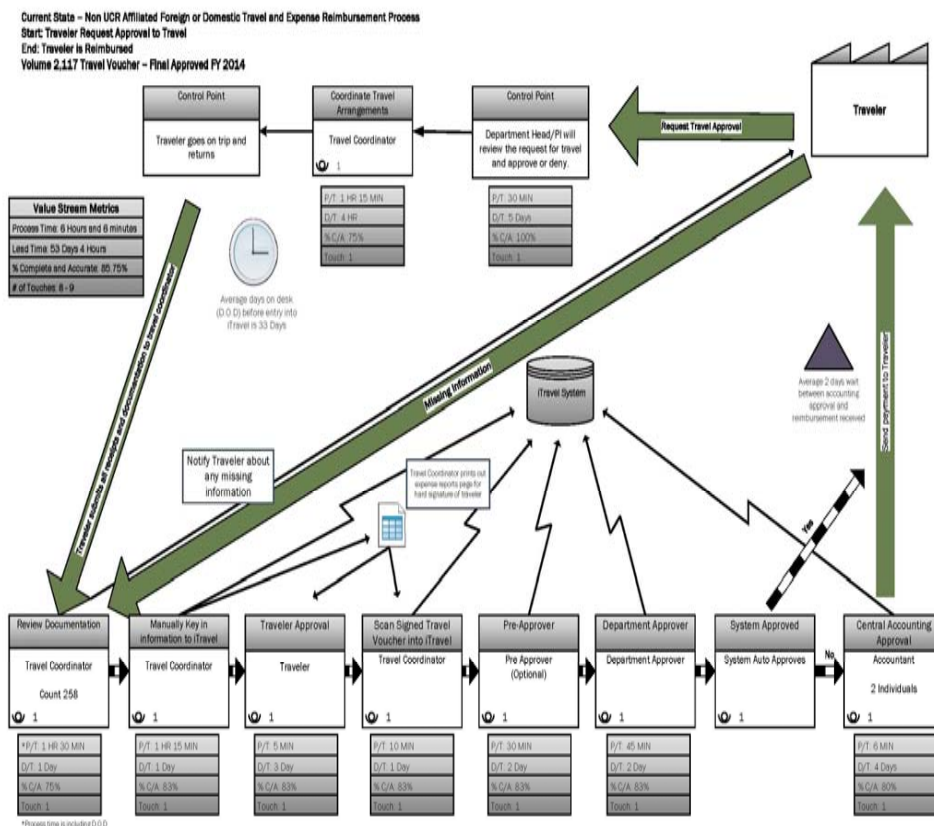 Current State – Non UCR Affiliated Foreign or Domestic Travel and Expense Reimbursement Process
Start: Traveler Request Approval to Travel
End: Traveler is Reimbursed
Volume 2,117 Travel Voucher – Final Approved FY 2014
Control Point
Traveler goes on trip and
returns
Coordinate Travel
Arrangements
Travel Coordinator
1
P/T: 1 HR 15 MIN
D/T: 4 HR
% C/A: 75%
Touch: 1
Control Point
Department Head/PI will
review the request for travel
and approve or deny.
P/T: 30 MIN
D/T: 5 Days
% C/A: 100%
Touch: 1
Request Travel Approval
Traveler
Value Stream Metrics
Process Time: 6 Hours and 6 minutes
Lead Time: 53 Days 4 Hours
% Complete and Accurate: 85.75%
# of Touches: 8 - 9
Average days on desk
(D.O.D) before entry into
iTravel is 33 Days
Traveler submits all receipts and documentation to travel coordinator
Missing Information
iTravel System
Average 2 days wait
between accounting
approval and
reimbursement received
Send payment to Traveler
Notify Traveler about
any missing
information
Travel Coordinator prints out
expense reports page for
hard signature of traveler
Yes
Review Documentation
Travel Coordinator
Count 258
1
*P/T: 1 HR 30 MIN
D/T: 1 Day
% C/A: 75%
Touch: 1
*Process time is including D.O.D
Manually Key in
information to iTravel
Travel Coordinator
1
P/T: 1 HR 15 MIN
D/T: 1 Day
% C/A: 83%
Touch: 1
Traveler Approval
Traveler
1
P/T: 5 MIN
D/T: 3 Day
% C/A: 83%
Touch: 1
Scan Signed Travel
Voucher into iTravel
Travel Coordinator
1
P/T: 10 MIN
D/T: 1 Day
% C/A: 83%
Touch: 1
Pre-Approver
Pre Approver
(Optional)
1
P/T: 30 MIN
D/T: 2 Day
% C/A: 83%
Touch: 1
Department Approver
Department Approver
1
P/T: 45 MIN
D/T: 2 Day
% C/A: 83%
Touch: 1
System Approved
System Auto Approves
1
No
Central Accounting
Approval
Accountant
2 Individuals
1
P/T: 6 MIN
D/T: 4 Days
% C/A: 80%
Touch: 1